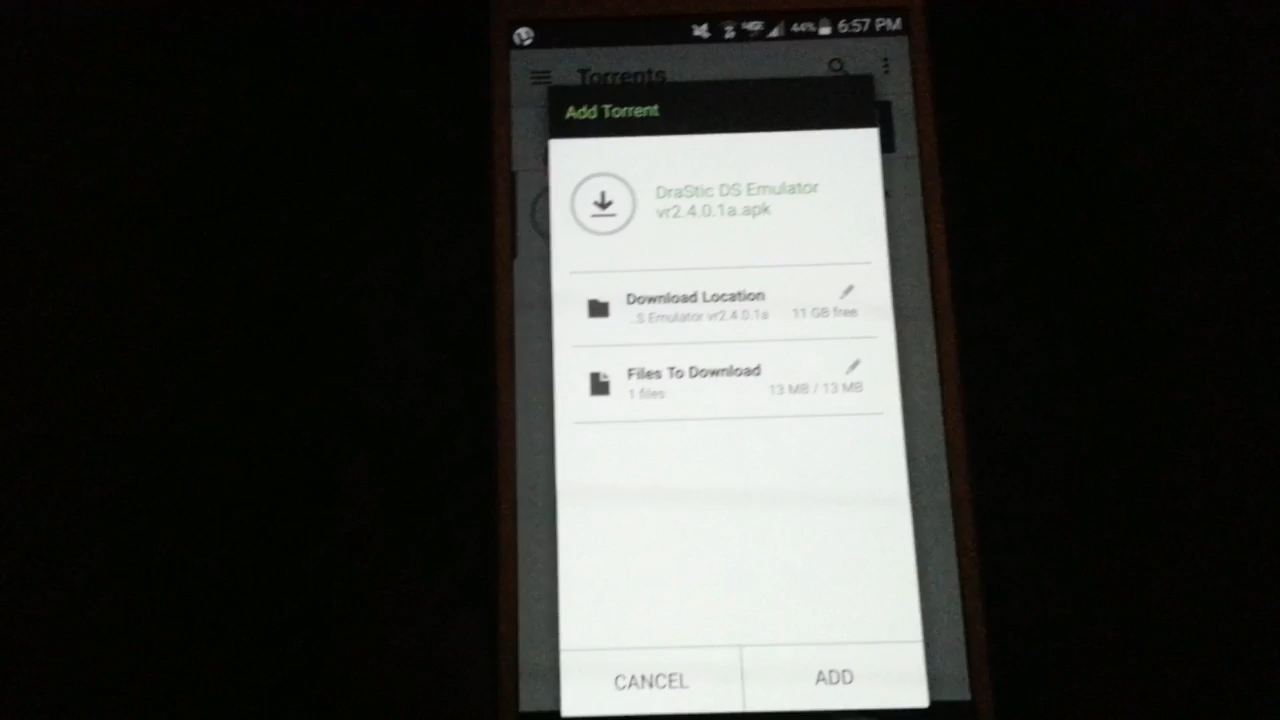 44% 6:57 PM
Torrents
Add Torrent
DraStic DS Emulator
vr2.4.0.1a.apk
Download Location
..S Emulator vr2.4.0.1a 11 GB free
Files To Download
1 files 13 MB / 13 MB
CANCEL ADD